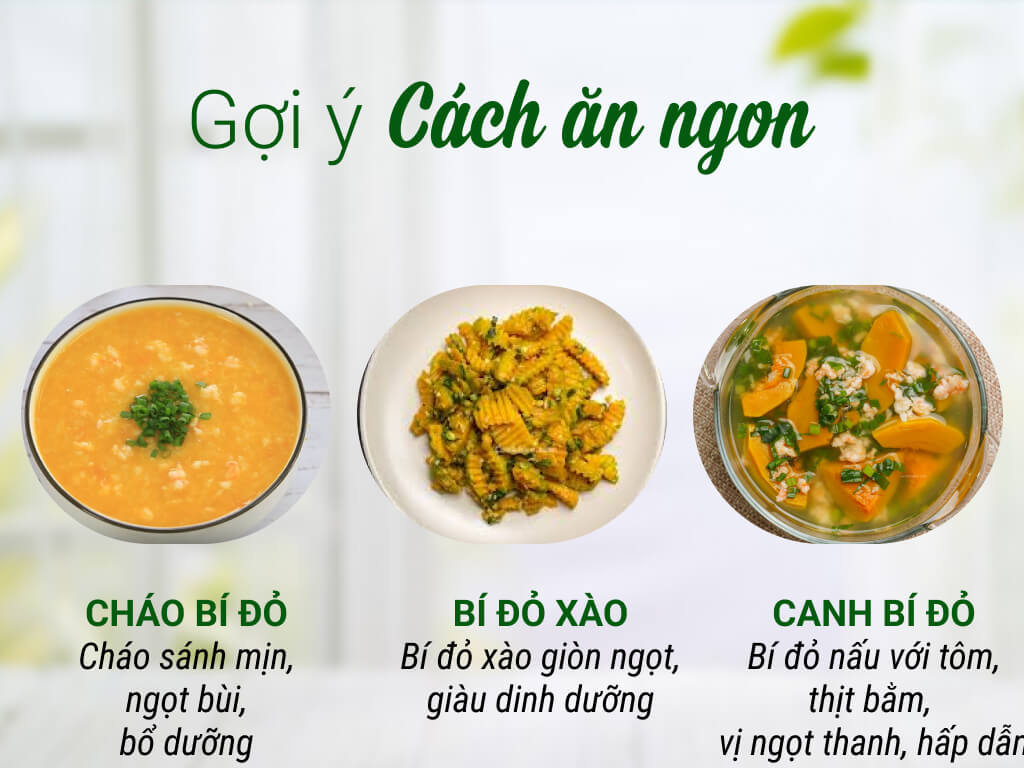 Gợi ý Cách ăn ngon
CHÁO BÍ ĐỎ
Cháo sánh mịn,
ngọt bùi,
bổ dưỡng
BÍ ĐỎ XÀO
Bí đỏ xào giòn ngọt,
giàu dinh dưỡng
CANH BÍ ĐỎ
Bí đỏ nấu với tôm,
thịt bằm,
vị ngọt thanh, hấp dẫn